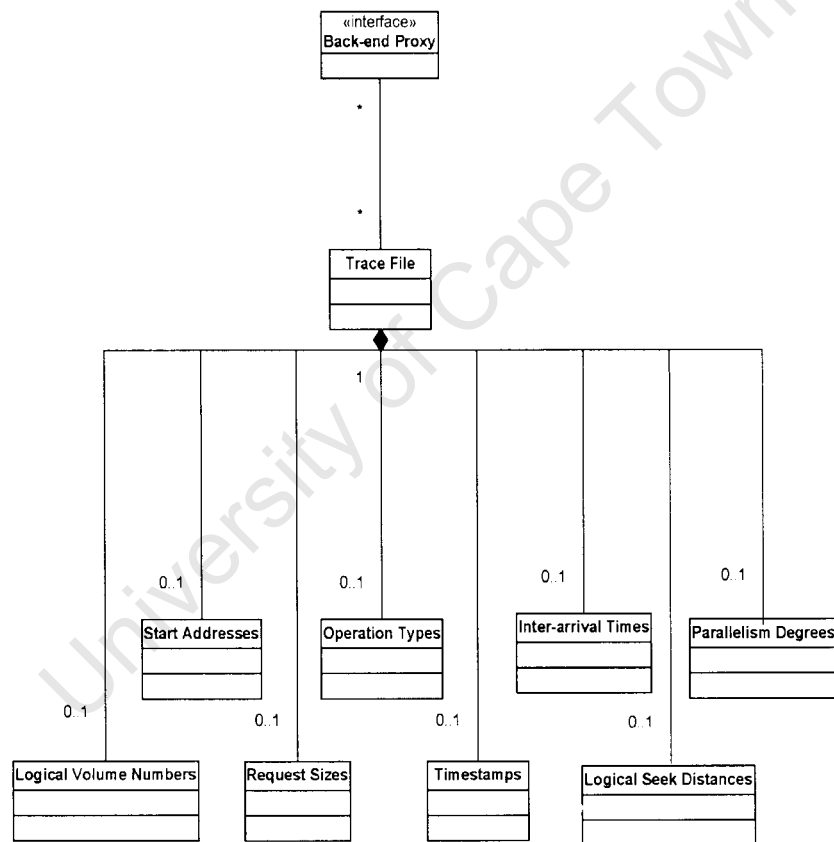 «interface»
Back-end Proxy
*
*
Trace File
1
0..1
0..1
0..1
0..1
Start Addresses
Operation Types
Inter-arrival Times
Parallelism Degrees
0..1
0..1
0..1
0..1
Logical Volume Numbers
Request Sizes
Timestamps
Logical Seek Distances
University of Cape Town